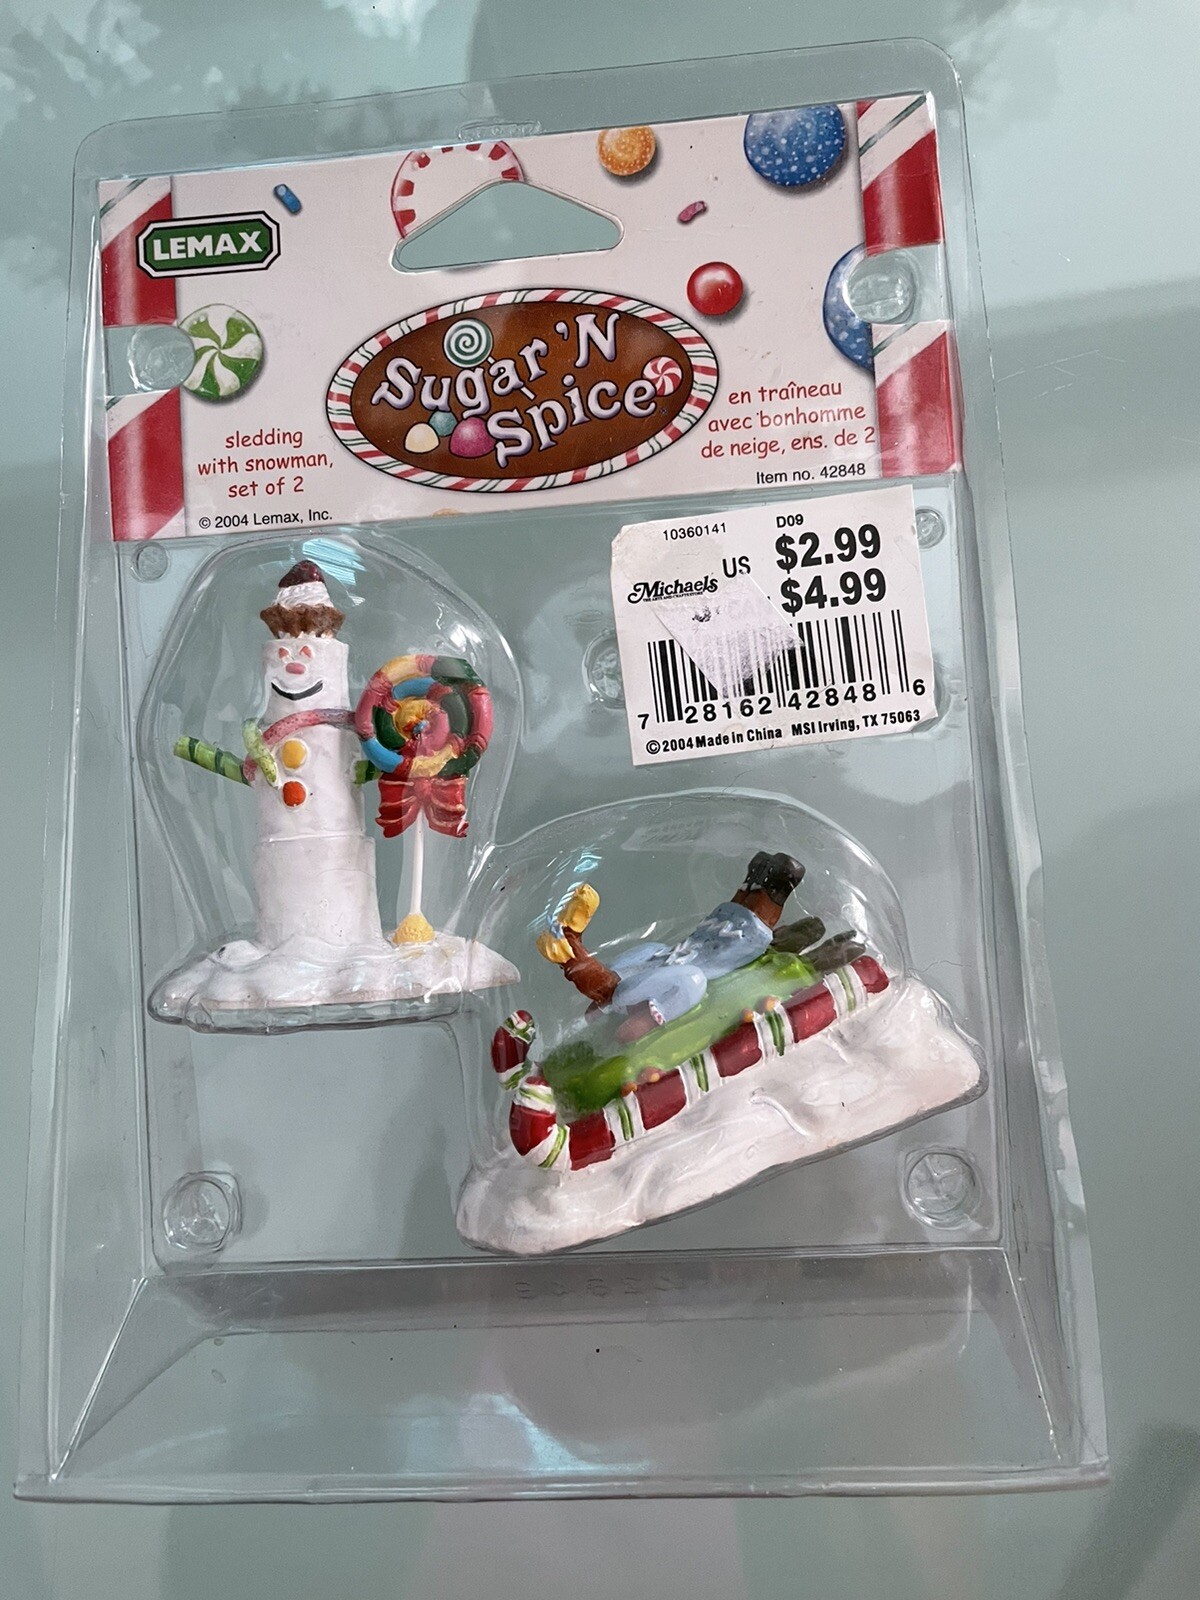 LEMAX
Sugar 'N
Spice
sledding
with snowman,
set of 2
© 2004 Lemax, Inc.
en traîneau
avec bonhomme
de neige, ens. de 2
Item no. 42848
10360141
D09
Michaels
US $2.99
$4.99
7 28162 42848 6
© 2004 Made in China MSI Irving, TX 75063